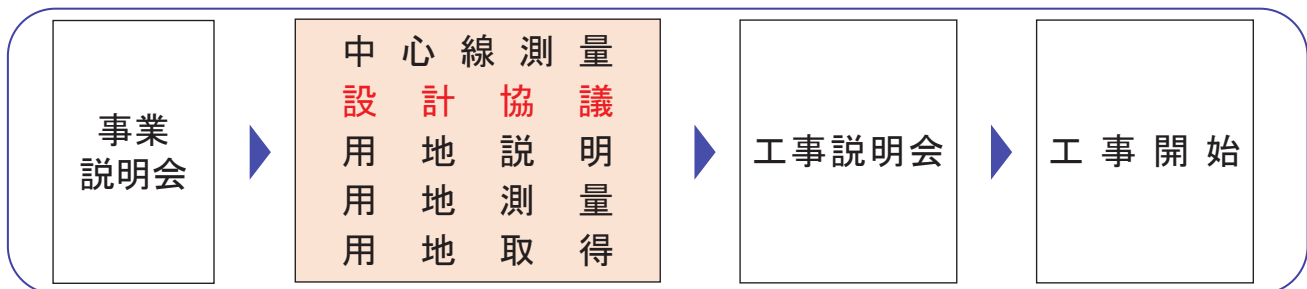 事業
説明会
中心線測量
設計協議
用地説明
用地測量
用地取得
工事説明会
工事開始